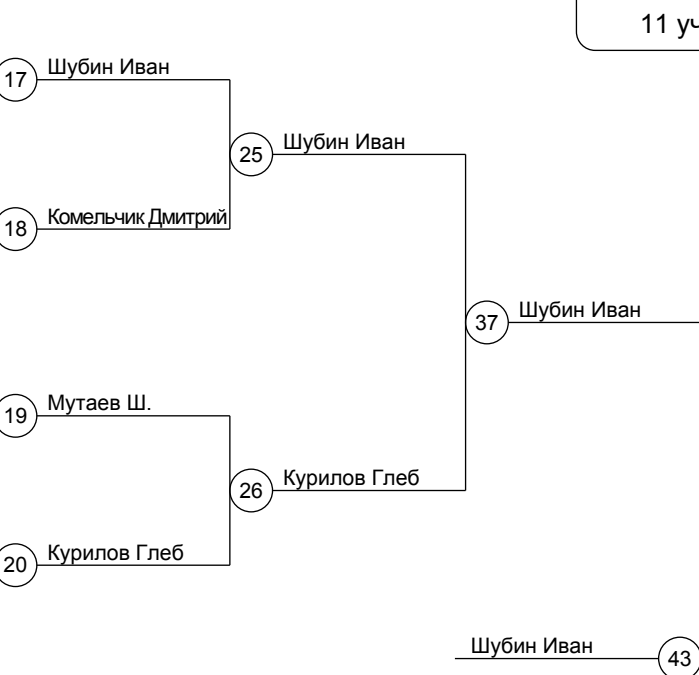 11 уч
17 Шубин Иван
25 Шубин Иван
18 Комельчик Дмитрий
37 Шубин Иван
19 Мутаев Ш.
26 Курилов Глеб
20 Курилов Глеб
Шубин Иван 43